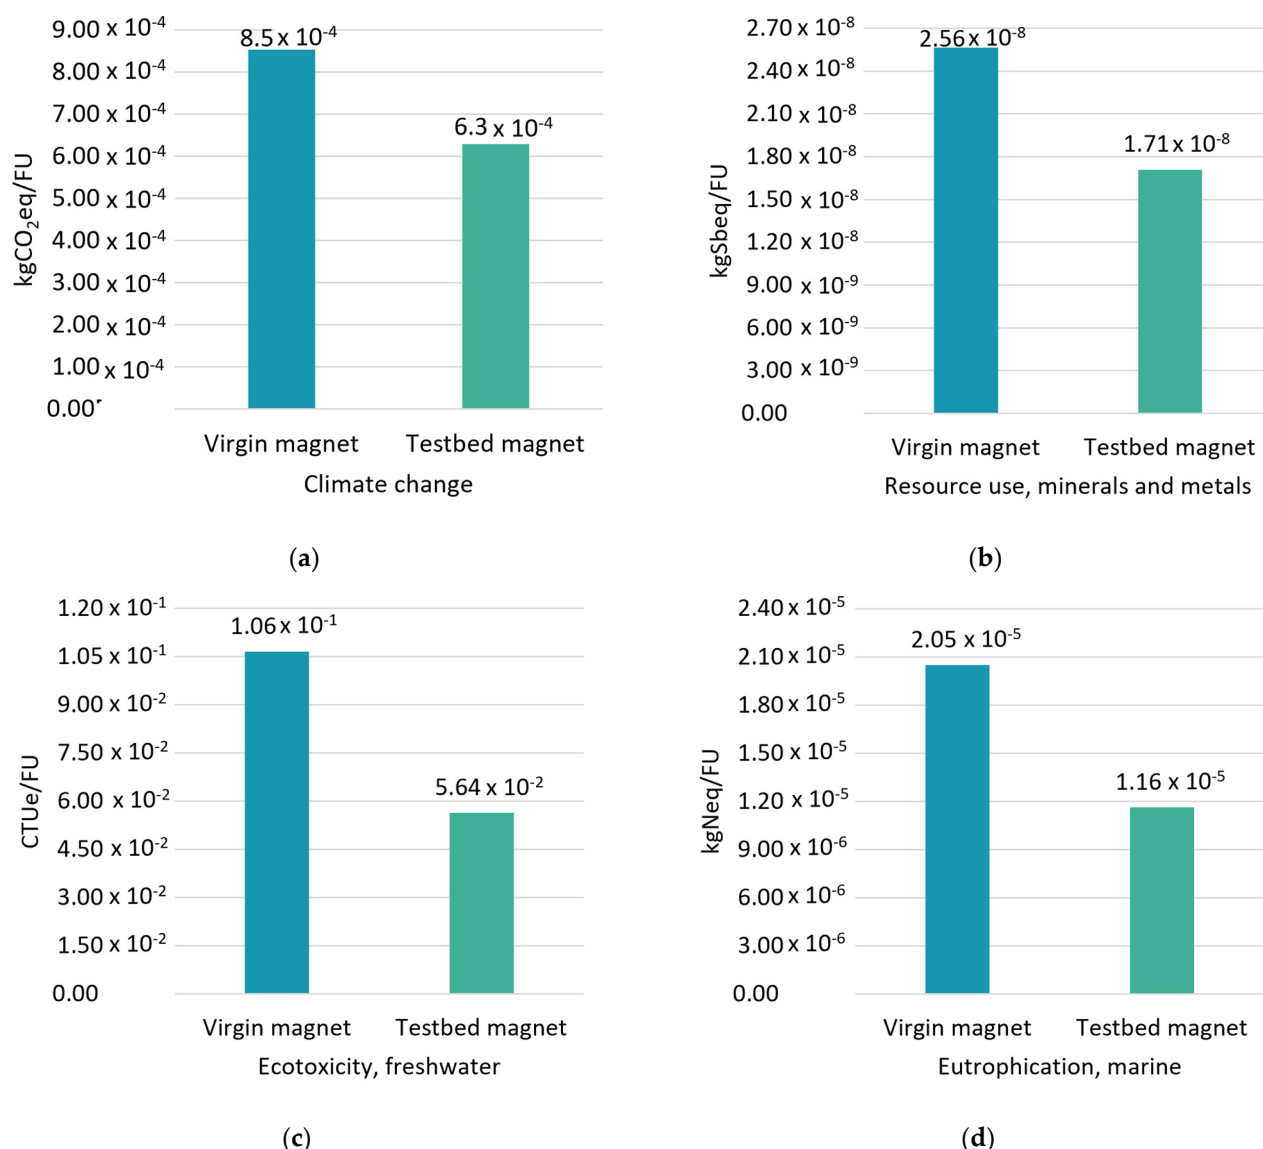 9.00 x 10⁻⁴
8.00 x 10⁻⁴
7.00 x 10⁻⁴
6.00 x 10⁻⁴
5.00 x 10⁻⁴
4.00 x 10⁻⁴
3.00 x 10⁻⁴
2.00 x 10⁻⁴
1.00 x 10⁻⁴
0.00
kgCO₂eq/FU
8.5 x 10⁻⁴
6.3 x 10⁻⁴
Virgin magnet Testbed magnet
Climate change
(a)
2.70 x 10⁻⁸
2.40 x 10⁻⁸
2.10 x 10⁻⁸
1.80 x 10⁻⁸
1.50 x 10⁻⁸
1.20 x 10⁻⁸
9.00 x 10⁻⁹
6.00 x 10⁻⁹
3.00 x 10⁻⁹
0.00
kgSbeq/FU
2.56 x 10⁻⁸
1.71 x 10⁻⁸
Virgin magnet Testbed magnet
Resource use, minerals and metals
(b)
1.20 x 10⁻¹
1.05 x 10⁻¹
9.00 x 10⁻²
7.50 x 10⁻²
6.00 x 10⁻²
4.50 x 10⁻²
3.00 x 10⁻²
1.50 x 10⁻²
0.00
CTUe/FU
1.06 x 10⁻¹
5.64 x 10⁻²
Virgin magnet Testbed magnet
Ecotoxicity, freshwater
(c)
2.40 x 10⁻⁵
2.10 x 10⁻⁵
1.80 x 10⁻⁵
1.50 x 10⁻⁵
1.20 x 10⁻⁵
9.00 x 10⁻⁶
6.00 x 10⁻⁶
3.00 x 10⁻⁶
0.00
kgNeq/FU
2.05 x 10⁻⁵
1.16 x 10⁻⁵
Virgin magnet Testbed magnet
Eutrophication, marine
(d)